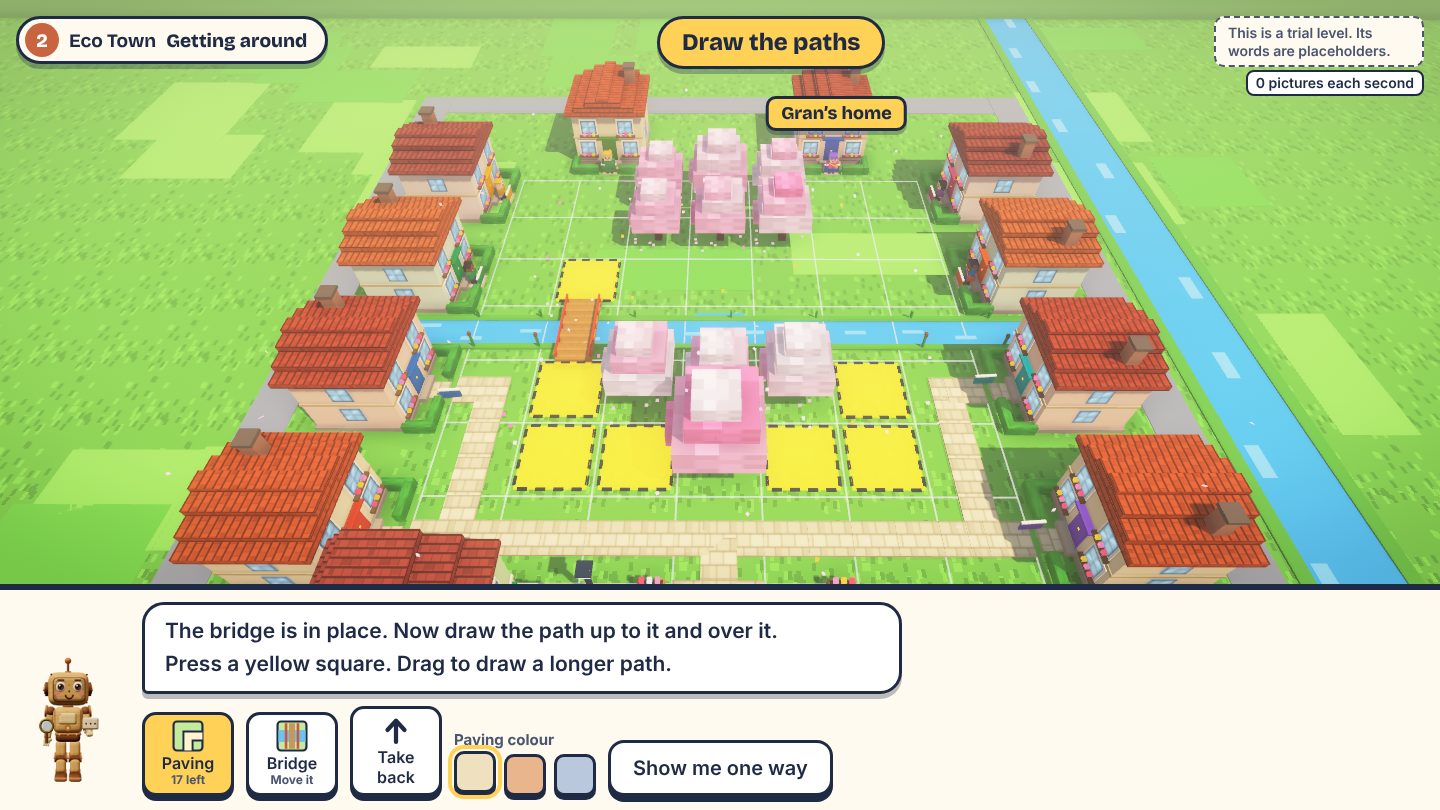 2 Eco Town Getting around
Draw the paths
This is a trial level. Its
words are placeholders.
0 pictures each second
Gran's home
The bridge is in place. Now draw the path up to it and over it.
Press a yellow square. Drag to draw a longer path.
Paving
17 left
Bridge
Move it
Take
back
Paving colour
Show me one way